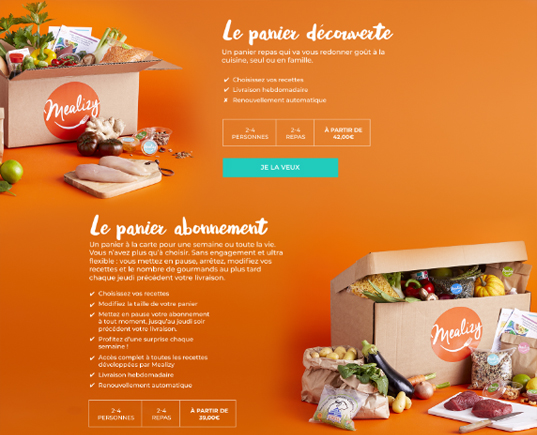 Le panier découverte
Un panier repas qui va vous redonner goût à la
cuisine, seul ou en famille.
✔ Choisissez vos recettes
✔ Livraison hebdomadaire
✘ Renouvellement automatique
2-4
PERSONNES
2-4
REPAS
À PARTIR DE
42,00€
JE LA VEUX
Mealizy
Le panier abonnement
Un panier à la carte pour une semaine ou toute la vie.
Vous n'avez plus qu'à choisir. Sans engagement et ultra
flexible : vous mettez en pause, arrêtez, modifiez vos
recettes et le nombre de gourmands au plus tard
chaque jeudi précédent votre livraison.
✔ Choisissez vos recettes
✔ Modifiez la taille de votre panier
✔ Mettez en pause votre abonnement
à tout moment, jusqu'au jeudi soir
précédent votre livraison.
✔ Profitez d'une surprise chaque
semaine !
✔ Accès complet à toutes les recettes
développées par Mealizy
✔ Livraison hebdomadaire
✔ Renouvellement automatique
2-4
PERSONNES
2-4
REPAS
À PARTIR DE
39,00€
Mealizy